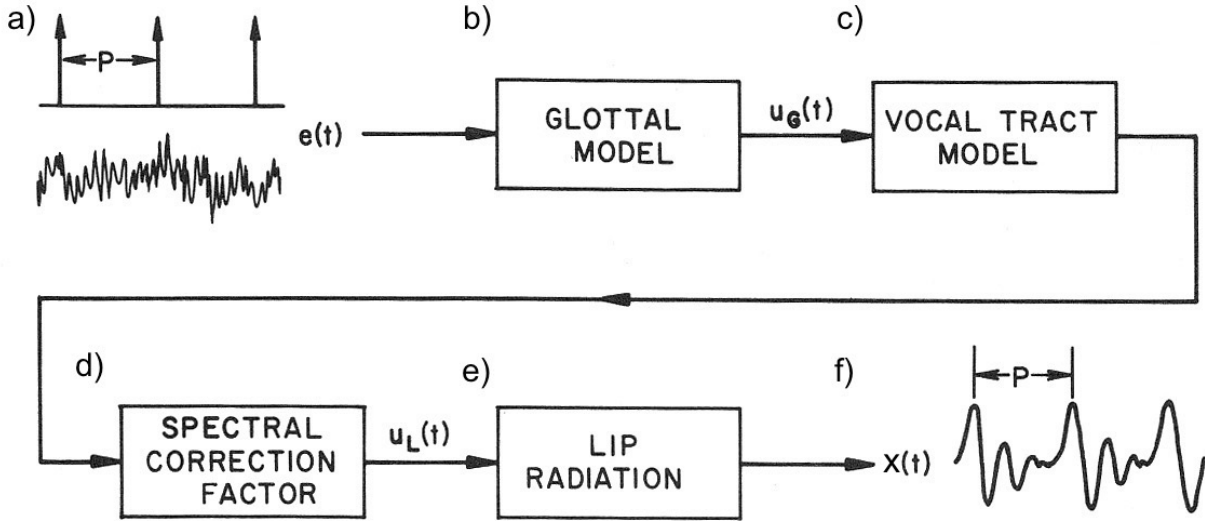 a)
b)
c)
P
e(t)
GLOTTAL
MODEL
u_G(t)
VOCAL TRACT
MODEL
d)
e)
f)
P
SPECTRAL
CORRECTION
FACTOR
u_L(t)
LIP
RADIATION
X(t)